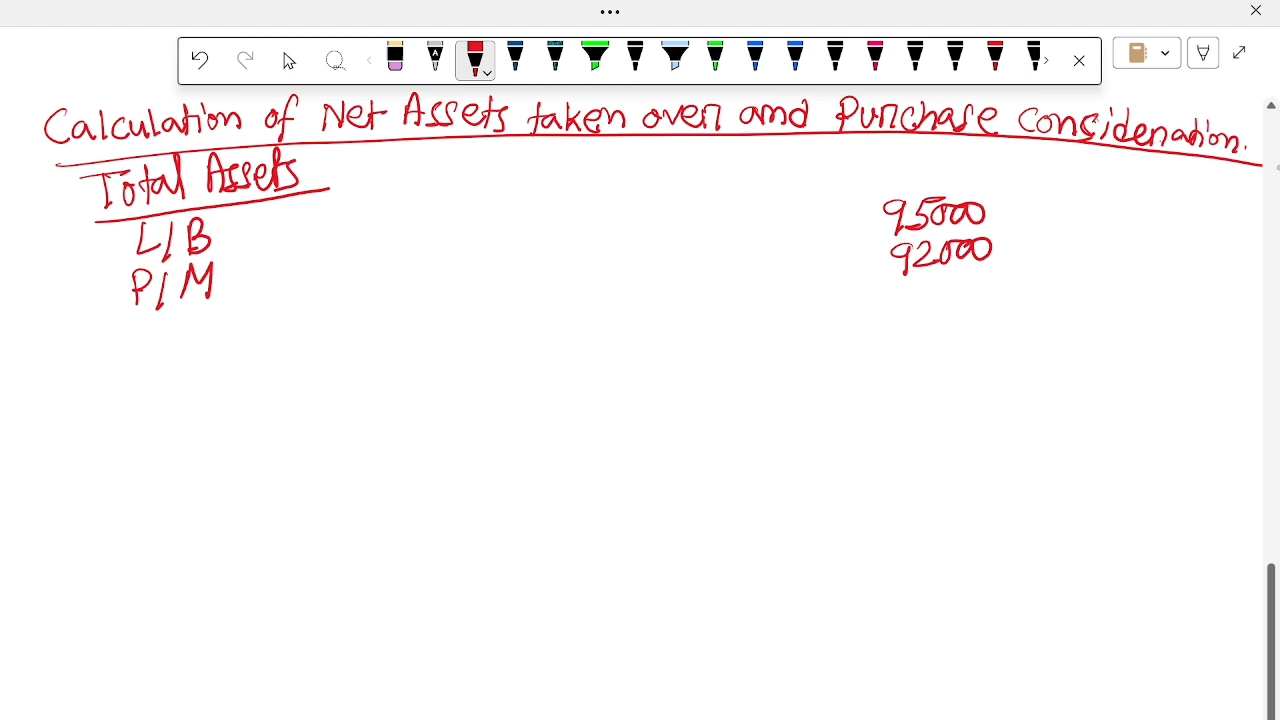 Calculation of Net Assets taken over and Purchase consideration.
Total Assets
L/B 95000
P/M 92000